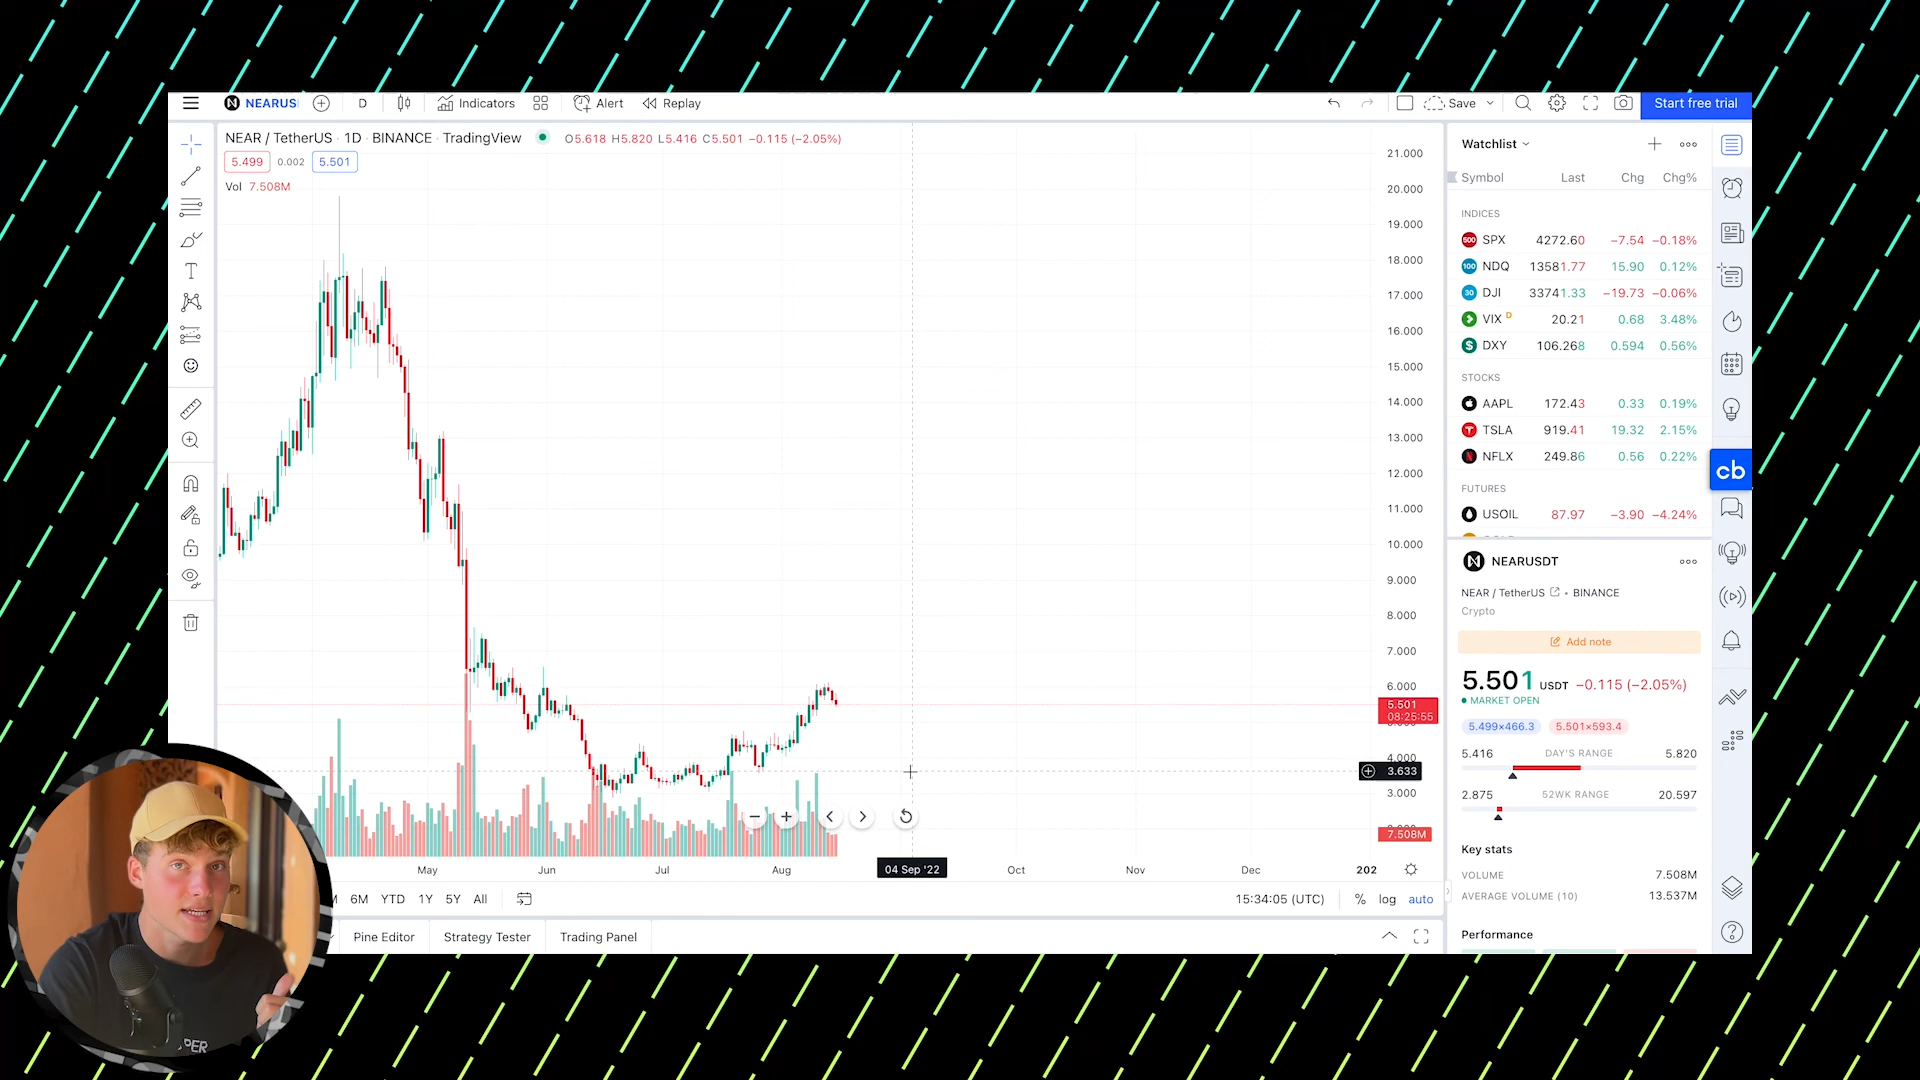 NEARUS D Indicators Alert Replay Save Start free trial
NEAR / TetherUS · 1D · BINANCE · TradingView O5.618 H5.820 L5.416 C5.501 −0.115 (−2.05%)
5.499 0.002 5.501
Vol 7.508M
21.000
20.000
19.000
18.000
17.000
16.000
15.000
14.000
13.000
12.000
11.000
10.000
9.000
8.000
7.000
6.000
5.501
08:25:55
4.000
3.633
3.000
7.508M
May Jun Jul Aug 04 Sep '22 Oct Nov Dec 202
6M YTD 1Y 5Y All 15:34:05 (UTC) % log auto
Pine Editor Strategy Tester Trading Panel
Watchlist
Symbol Last Chg Chg%
INDICES
500 SPX 4272.60 −7.54 −0.18%
100 NDQ 13581.77 15.90 0.12%
30 DJI 33741.33 −19.73 −0.06%
VIX D 20.21 0.68 3.48%
$ DXY 106.268 0.594 0.56%
STOCKS
AAPL 172.43 0.33 0.19%
TSLA 919.41 19.32 2.15%
NFLX 249.86 0.56 0.22%
FUTURES
USOIL 87.97 −3.90 −4.24%
cb
NEARUSDT
NEAR / TetherUS • BINANCE
Crypto
Add note
5.501 USDT −0.115 (−2.05%)
MARKET OPEN
5.499×466.3 5.501×593.4
5.416 DAY'S RANGE 5.820
2.875 52WK RANGE 20.597
Key stats
VOLUME 7.508M
AVERAGE VOLUME (10) 13.537M
Performance